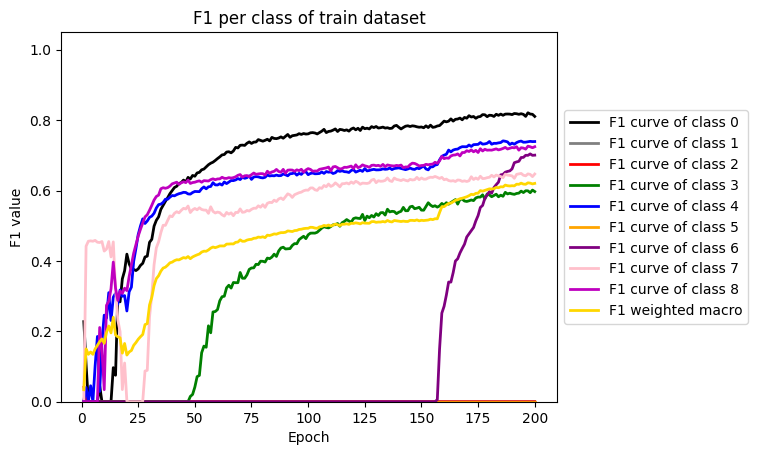 F1 per class of train dataset
F1 value
1.0
0.8
0.6
0.4
0.2
0.0
0
25
50
75
100
125
150
175
200
Epoch
F1 curve of class 0
F1 curve of class 1
F1 curve of class 2
F1 curve of class 3
F1 curve of class 4
F1 curve of class 5
F1 curve of class 6
F1 curve of class 7
F1 curve of class 8
F1 weighted macro